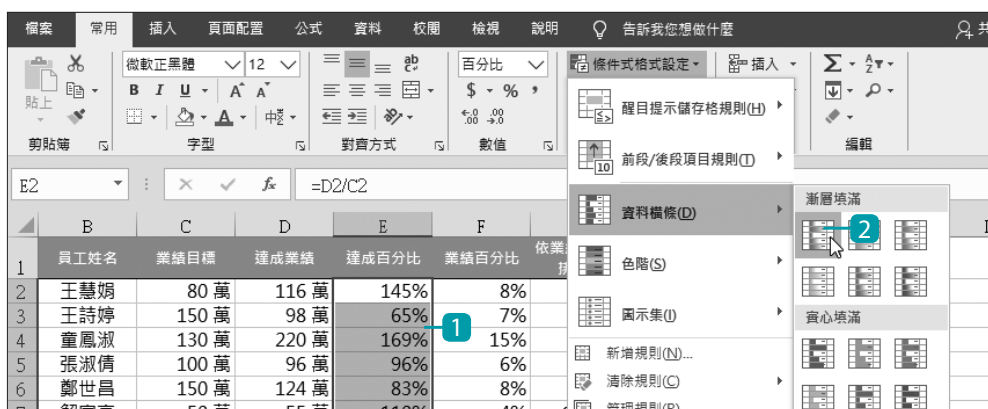 檔案 常用 插入 頁面配置 公式 資料 校閱 檢視 說明 告訴我您想做什麼 共
微軟正黑體 12 百分比 條件式格式設定 插入
貼上 B I U A A $ % ,
A 中
剪貼簿 字型 對齊方式 數值 編輯
E2 fx =D2/C2
B C D E F
1 員工姓名 業績目標 達成業績 達成百分比 業績百分比 依業
2 王慧娟 80 萬 116 萬 145% 8%
3 王詩婷 150 萬 98 萬 65% 7%
4 童鳳淑 130 萬 220 萬 169% 15%
5 張淑倩 100 萬 96 萬 96% 6%
6 鄭世昌 150 萬 124 萬 83% 8%
1
醒目提示儲存格規則(H)
前段/後段項目規則(T)
資料橫條(D)
色階(S)
圖示集(I)
新增規則(N)...
清除規則(C)
管理規則(R)...
漸層填滿
2
實心填滿